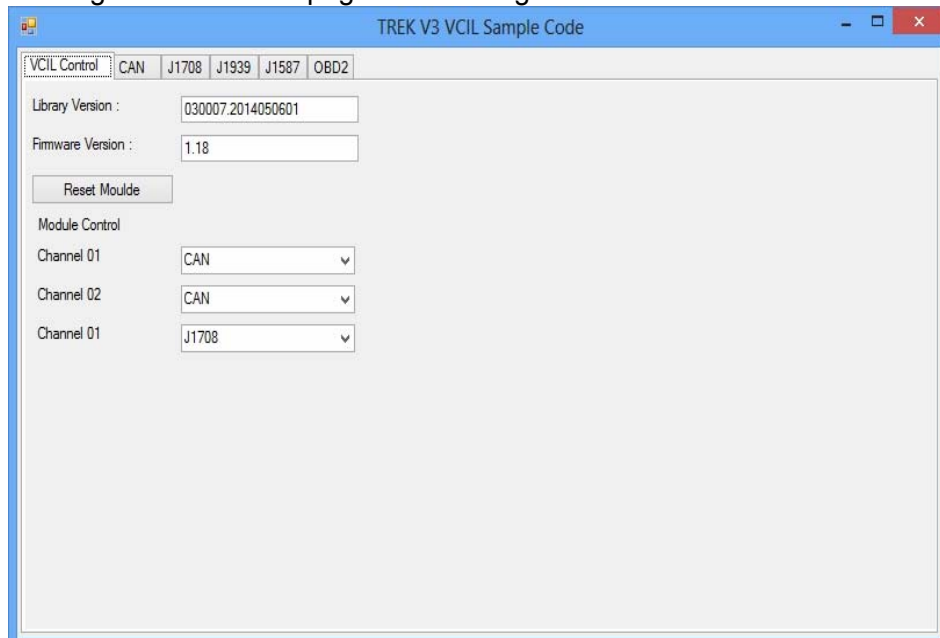 TREK V3 VCIL Sample Code
VCIL Control CAN J1708 J1939 J1587 OBD2
Library Version : 030007.2014050601
Firmware Version : 1.18
Reset Moulde
Module Control
Channel 01 CAN
Channel 02 CAN
Channel 01 J1708